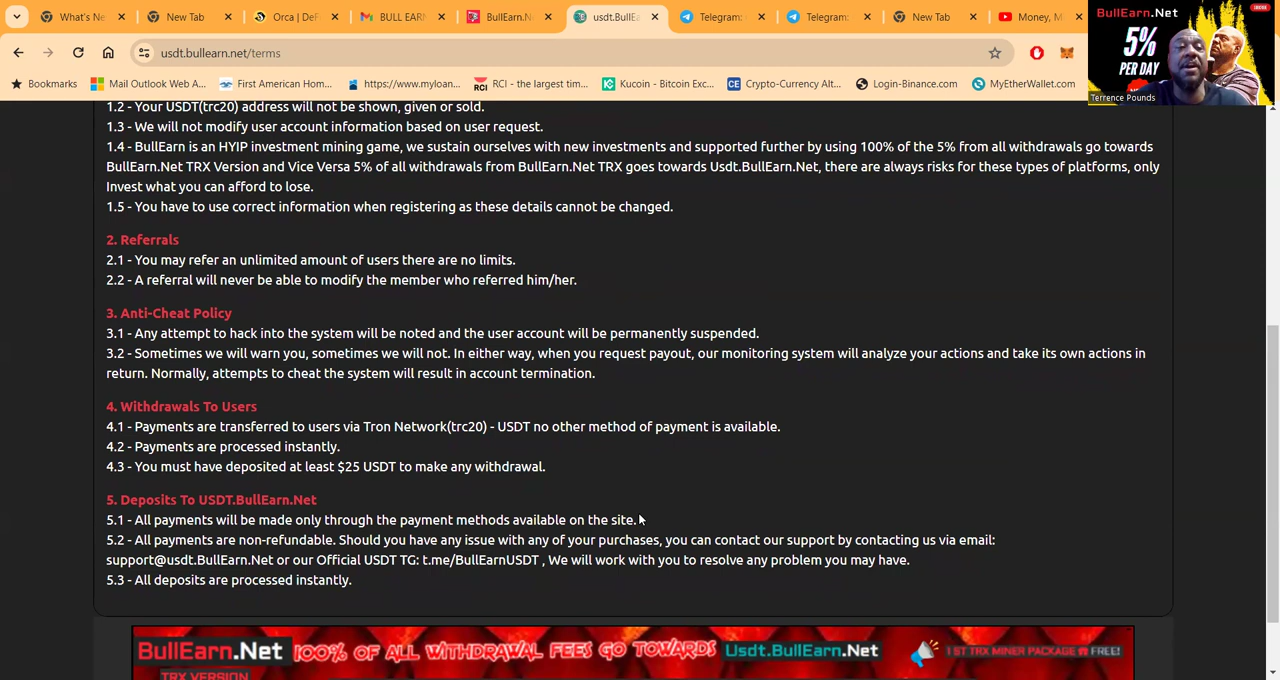 What's Ne
New Tab
Orca | DeF
BULL EARN
BullEarn.N
usdt.BullE
Telegram:
Telegram:
New Tab
Money, M
usdt.bullearn.net/terms
Bookmarks
Mail Outlook Web A...
First American Hom...
https://www.myloan...
RCI - the largest tim...
Kucoin - Bitcoin Exc...
Crypto-Currency Alt...
Login-Binance.com
MyEtherWallet.com
BullEarn.Net
5%
PER DAY
Terrence Pounds
1.2 - Your USDT(trc20) address will not be shown, given or sold.
1.3 - We will not modify user account information based on user request.
1.4 - BullEarn is an HYIP investment mining game, we sustain ourselves with new investments and supported further by using 100% of the 5% from all withdrawals go towards
BullEarn.Net TRX Version and Vice Versa 5% of all withdrawals from BullEarn.Net TRX goes towards Usdt.BullEarn.Net, there are always risks for these types of platforms, only
Invest what you can afford to lose.
1.5 - You have to use correct information when registering as these details cannot be changed.
2. Referrals
2.1 - You may refer an unlimited amount of users there are no limits.
2.2 - A referral will never be able to modify the member who referred him/her.
3. Anti-Cheat Policy
3.1 - Any attempt to hack into the system will be noted and the user account will be permanently suspended.
3.2 - Sometimes we will warn you, sometimes we will not. In either way, when you request payout, our monitoring system will analyze your actions and take its own actions in
return. Normally, attempts to cheat the system will result in account termination.
4. Withdrawals To Users
4.1 - Payments are transferred to users via Tron Network(trc20) - USDT no other method of payment is available.
4.2 - Payments are processed instantly.
4.3 - You must have deposited at least $25 USDT to make any withdrawal.
5. Deposits To USDT.BullEarn.Net
5.1 - All payments will be made only through the payment methods available on the site.
5.2 - All payments are non-refundable. Should you have any issue with any of your purchases, you can contact our support by contacting us via email:
support@usdt.BullEarn.Net or our Official USDT TG: t.me/BullEarnUSDT , We will work with you to resolve any problem you may have.
5.3 - All deposits are processed instantly.
BullEarn.Net 100% OF ALL WITHDRAWAL FEES GO TOWARDS Usdt.BullEarn.Net 1 ST TRX MINER PACKAGE FREE!
TRX VERSION